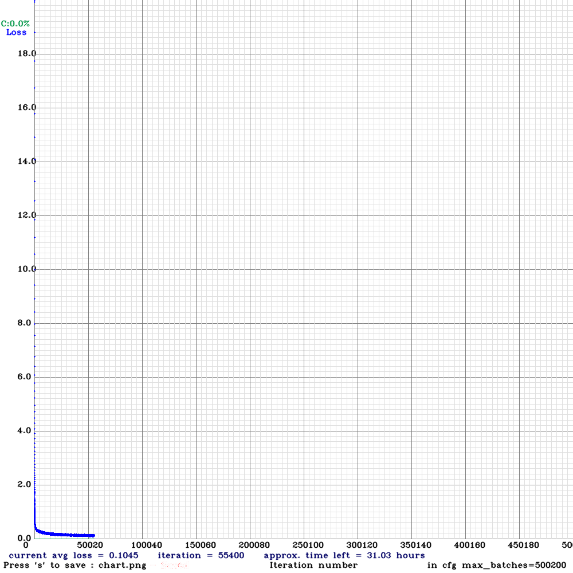 C:0.0%
Loss
18.0
16.0
14.0
12.0
10.0
8.0
6.0
4.0
2.0
0.0
0 50020 100040 150060 200080 250100 300120 350140 400160 450180 500
current avg loss = 0.1045 iteration = 55400 approx. time left = 31.03 hours
Press 's' to save : chart.png Iteration number in cfg max_batches=500200